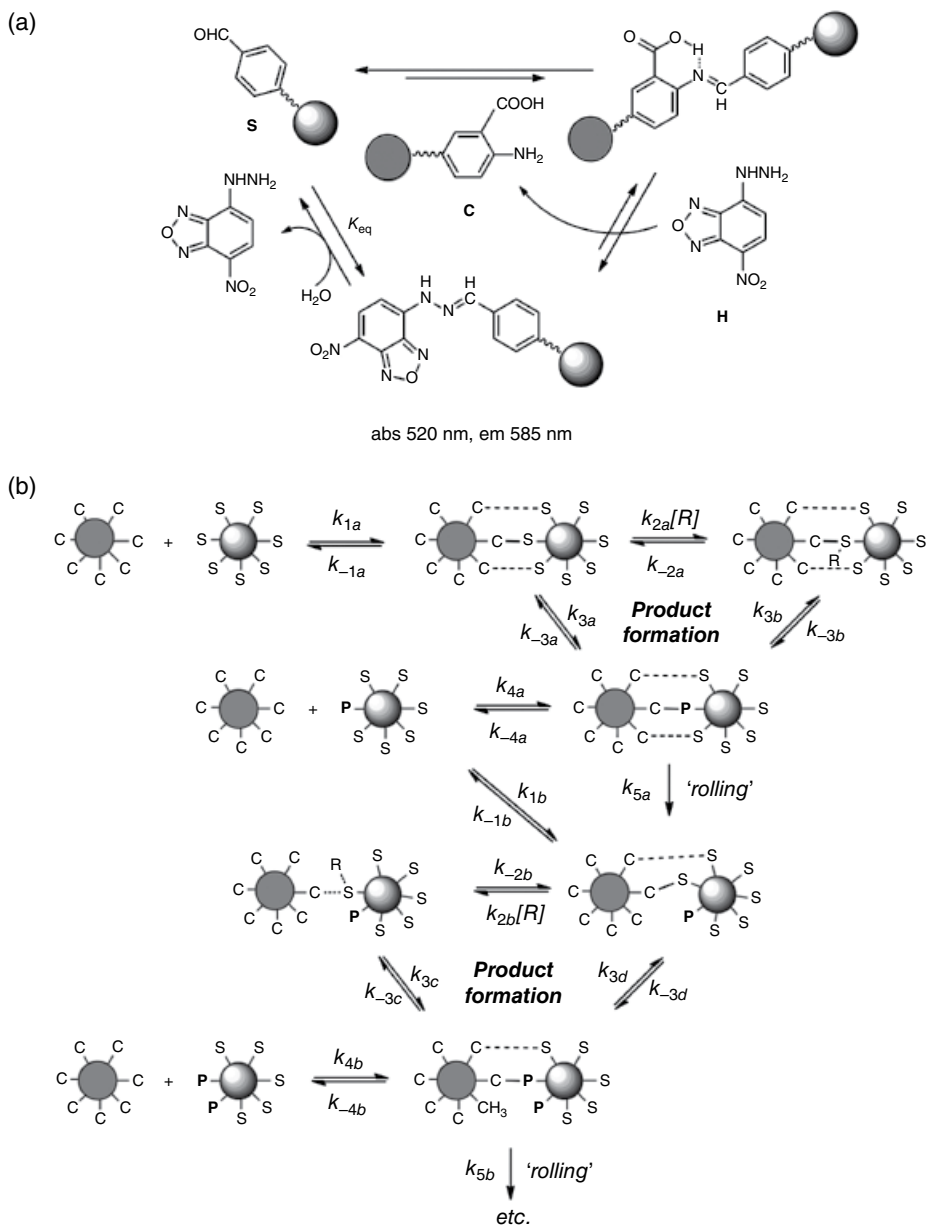 (a)
OHC
S
COOH
NH2
C
O
O
H
N
C
H
NHNH2
N
O
N
NO2
Keq
H2O
NHNH2
N
O
N
NO2
H
H
N
N
C
H
O2N
N
N
O
abs 520 nm, em 585 nm
(b)
C C C C C C C + S S S S S S S
k1a
k−1a
C C C C C C C S S S S S S S
k2a[R]
k−2a
C C C C C C C S R S S S S S S
k3a
k−3a
Product
formation
k3b
k−3b
C C C C C C C + P S S S S S S
k4a
k−4a
C C C C C C C P S S S S S S
k5a
'rolling'
k1b
k−1b
C C C C C C C R S P S S S S S
k−2b
k2b[R]
C C C C C C C S S P S S S S
k3c
k−3c
Product
formation
k3d
k−3d
C C C C C C C + P P S S S S S
k4b
k−4b
C C C C C C CH3 P P S S S S S
k5b
'rolling'
etc.